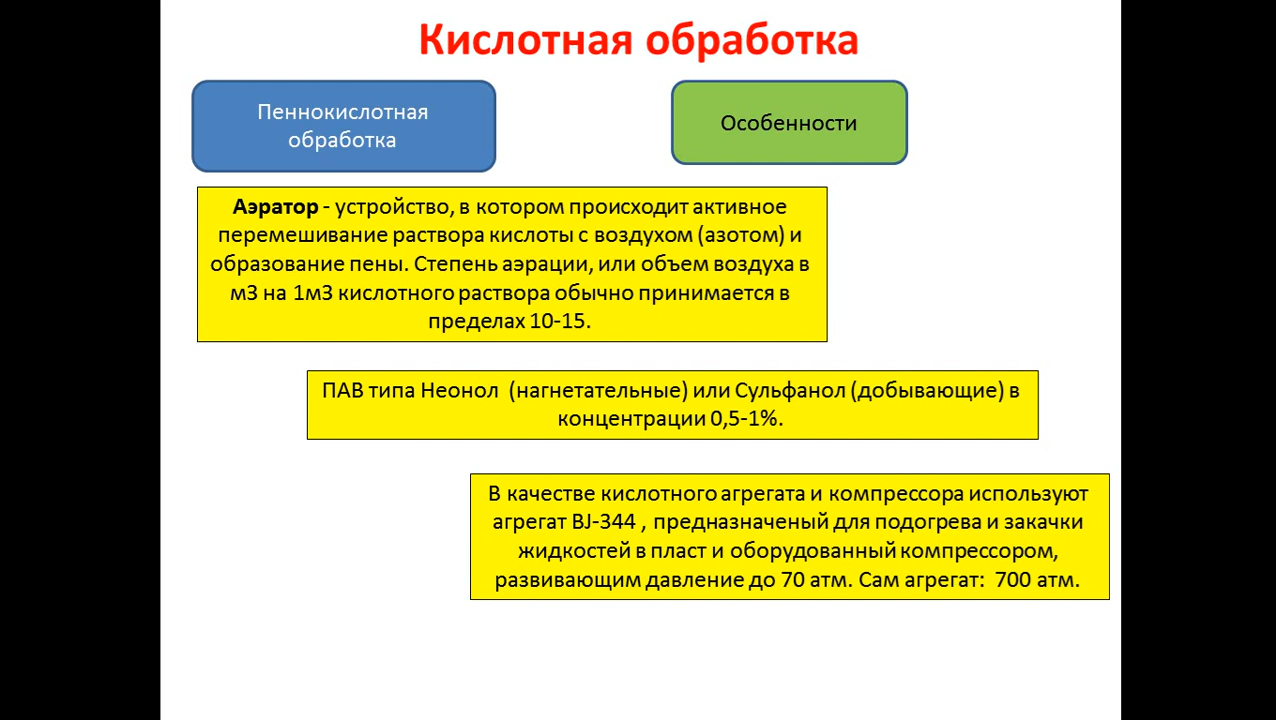 Кислотная обработка
Пеннокислотная
обработка
Особенности
Аэратор - устройство, в котором происходит активное
перемешивание раствора кислоты с воздухом (азотом) и
образование пены. Степень аэрации, или объем воздуха в
м3 на 1м3 кислотного раствора обычно принимается в
пределах 10-15.
ПАВ типа Неонол (нагнетательные) или Сульфанол (добывающие) в
концентрации 0,5-1%.
В качестве кислотного агрегата и компрессора используют
агрегат BJ-344 , предназначеный для подогрева и закачки
жидкостей в пласт и оборудованный компрессором,
развивающим давление до 70 атм. Сам агрегат: 700 атм.